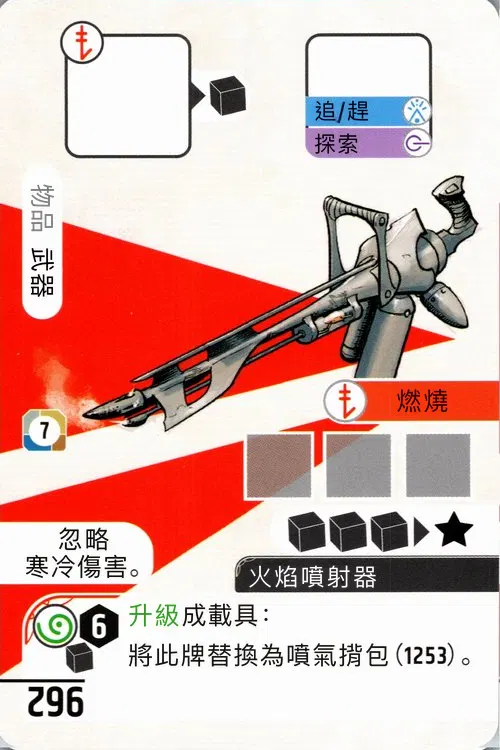 追/趕
探索
物品 武器
7
燃燒
忽略
寒冷傷害。
火焰噴射器
6
升級成載具：
將此牌替換為噴氣揹包（1253）。
296